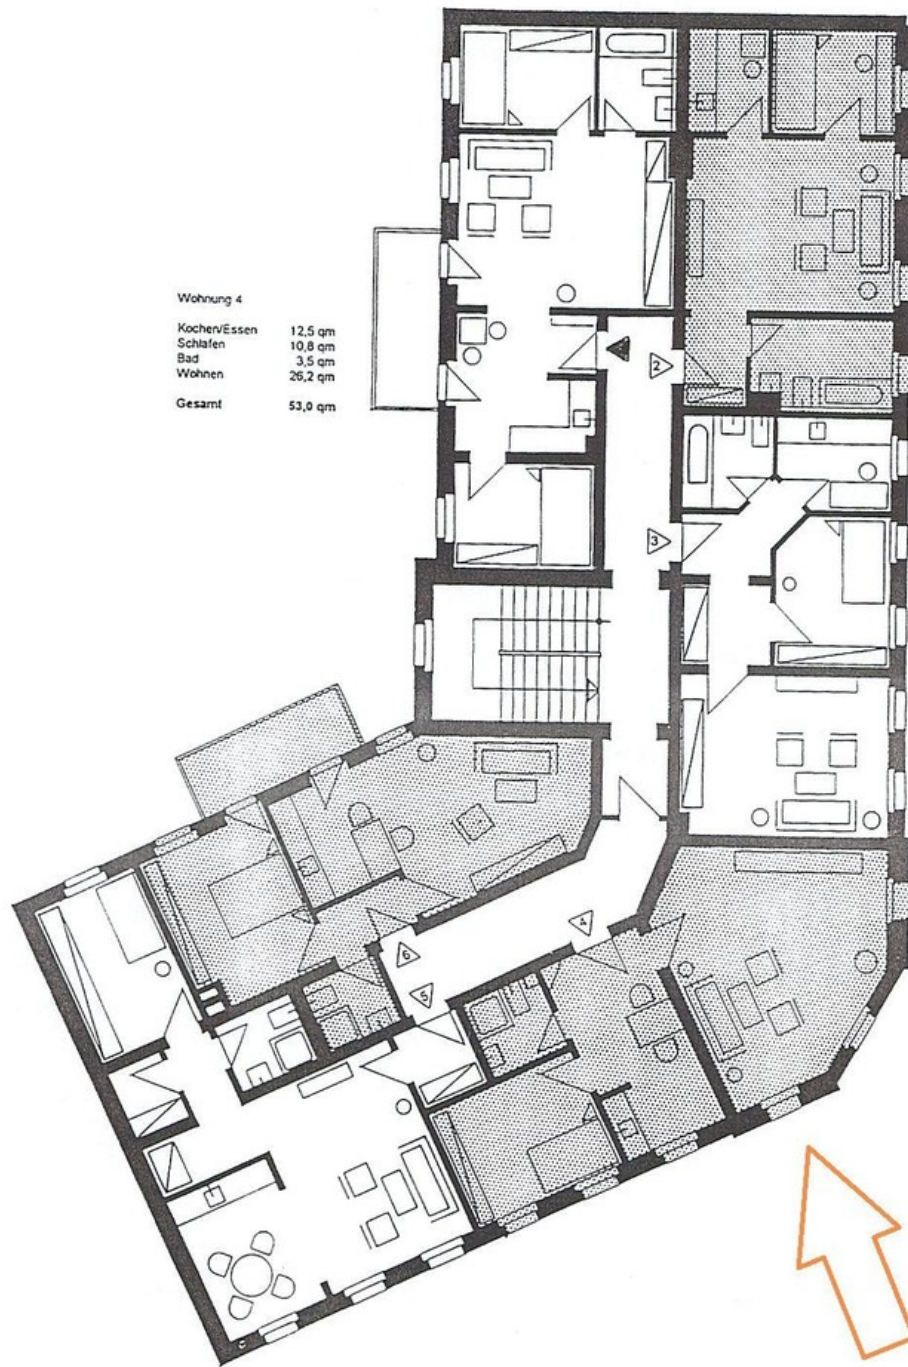 Wohnung 4
Kochen/Essen 12,5 qm
Schlafen 10,8 qm
Bad 3,5 qm
Wohnen 26,2 qm
Gesamt 53,0 qm
2
3
4
6
5